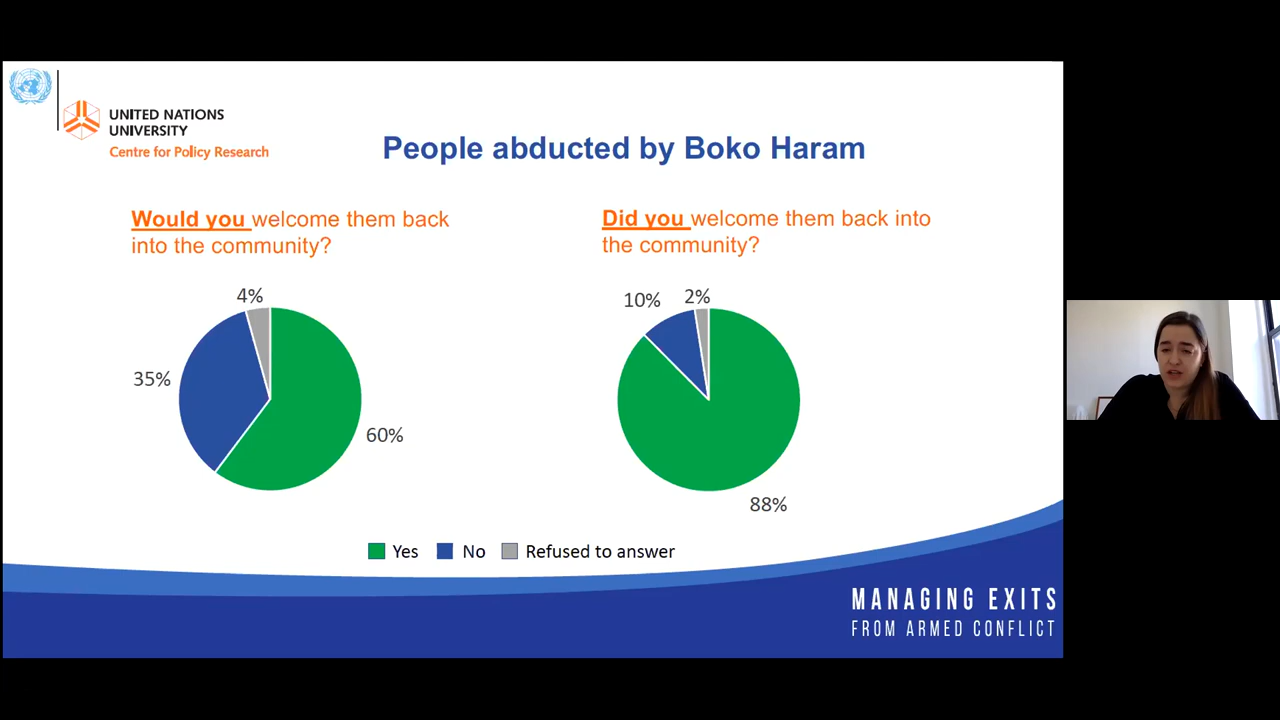 UNITED NATIONS
UNIVERSITY
Centre for Policy Research
People abducted by Boko Haram
Would you welcome them back
into the community?
Did you welcome them back into
the community?
4%
35%
60%
10%
2%
88%
Yes
No
Refused to answer
MANAGING EXITS
FROM ARMED CONFLICT